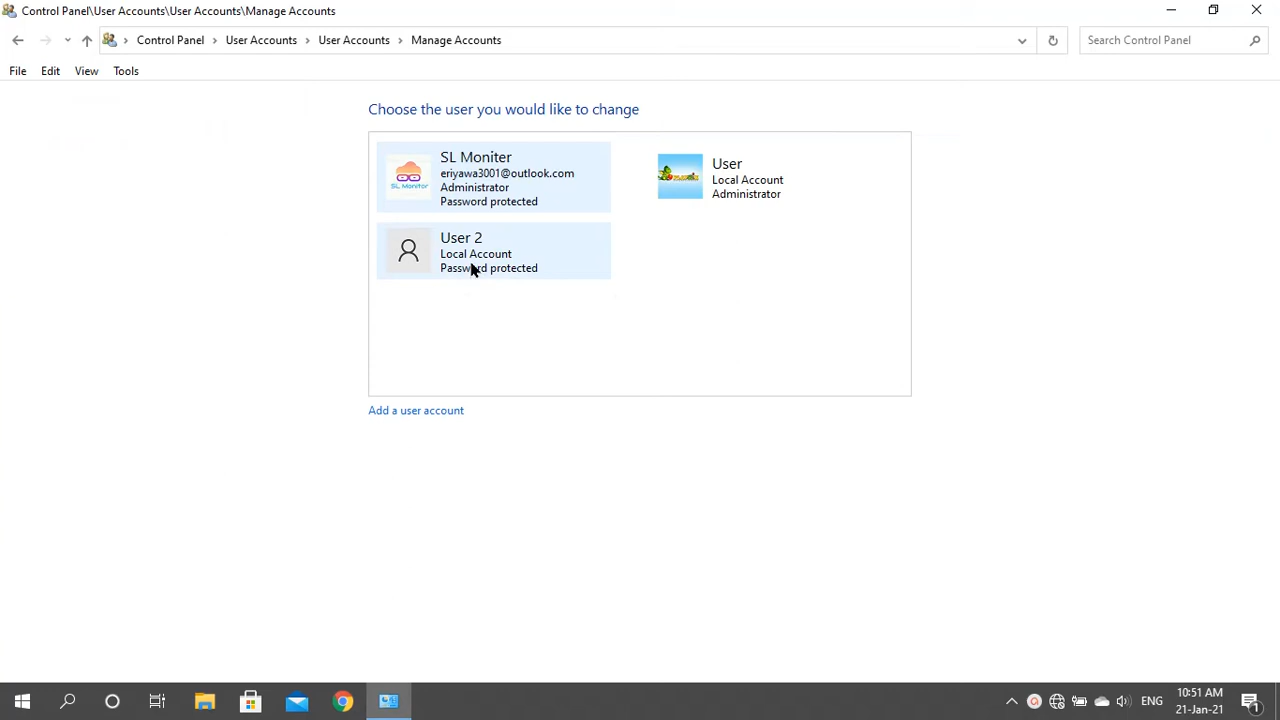 Control Panel\User Accounts\User Accounts\Manage Accounts
Control Panel User Accounts User Accounts Manage Accounts
Search Control Panel
File Edit View Tools
Choose the user you would like to change
SL Moniter
eriyawa3001@outlook.com
Administrator
Password protected
SL Monitor
User
Local Account
Administrator
User 2
Local Account
Password protected
Add a user account
ENG
10:51 AM
21-Jan-21
1